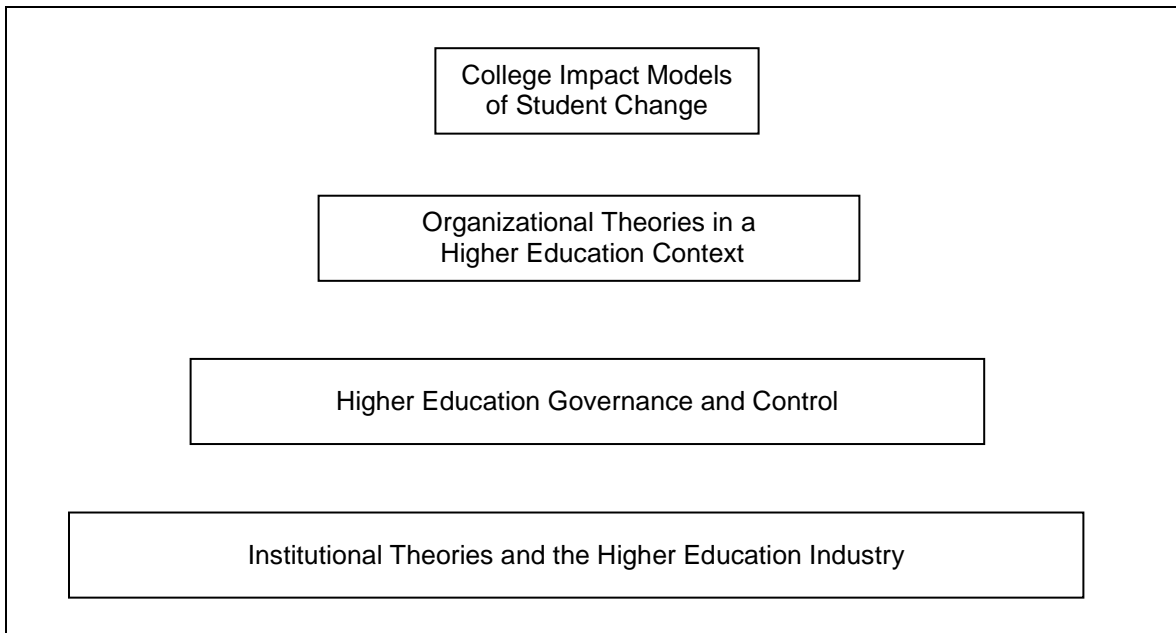 College Impact Models
of Student Change
Organizational Theories in a
Higher Education Context
Higher Education Governance and Control
Institutional Theories and the Higher Education Industry